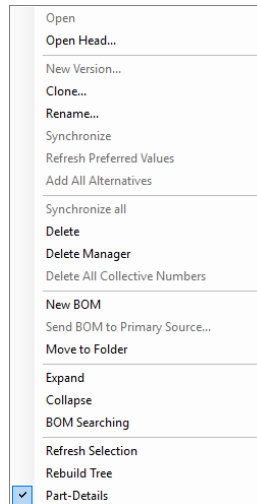 Open
Open Head...
New Version...
Clone...
Rename...
Synchronize
Refresh Preferred Values
Add All Alternatives
Synchronize all
Delete
Delete Manager
Delete All Collective Numbers
New BOM
Send BOM to Primary Source...
Move to Folder
Expand
Collapse
BOM Searching
Refresh Selection
Rebuild Tree
Part-Details